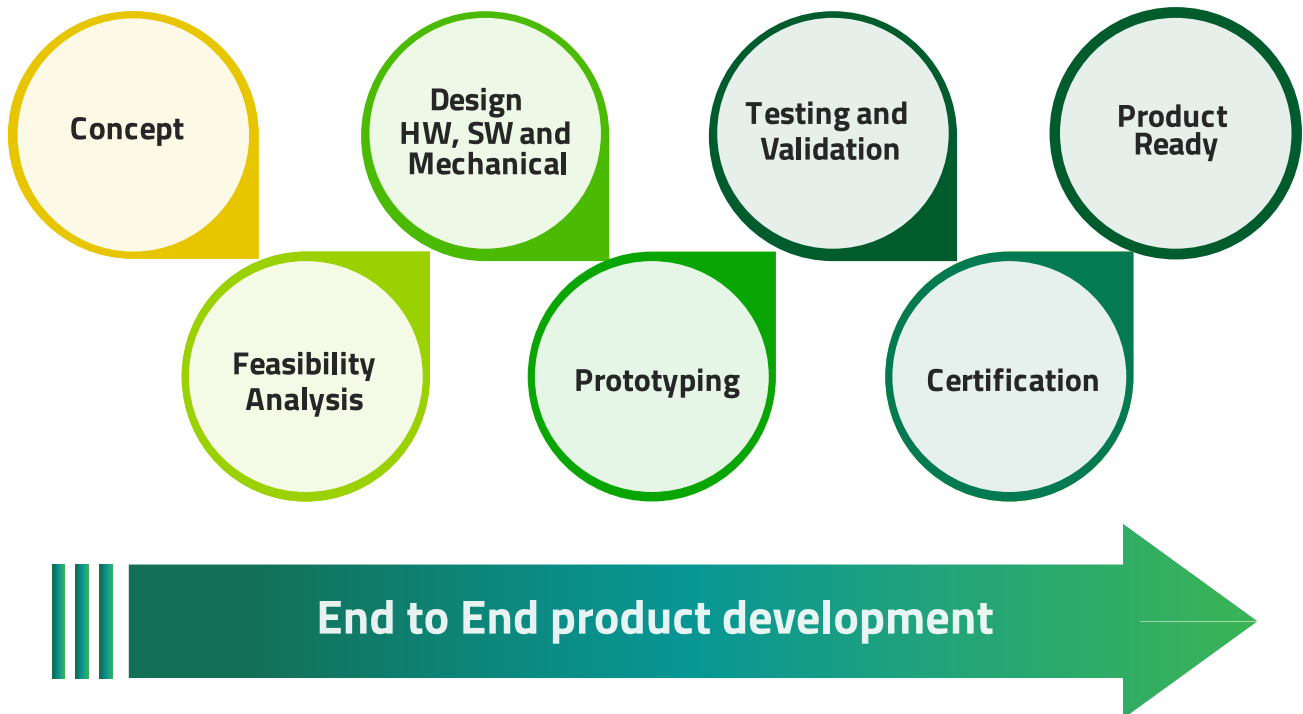 Concept
Feasibility
Analysis
Design
HW, SW and
Mechanical
Prototyping
Testing and
Validation
Certification
Product
Ready
End to End product development